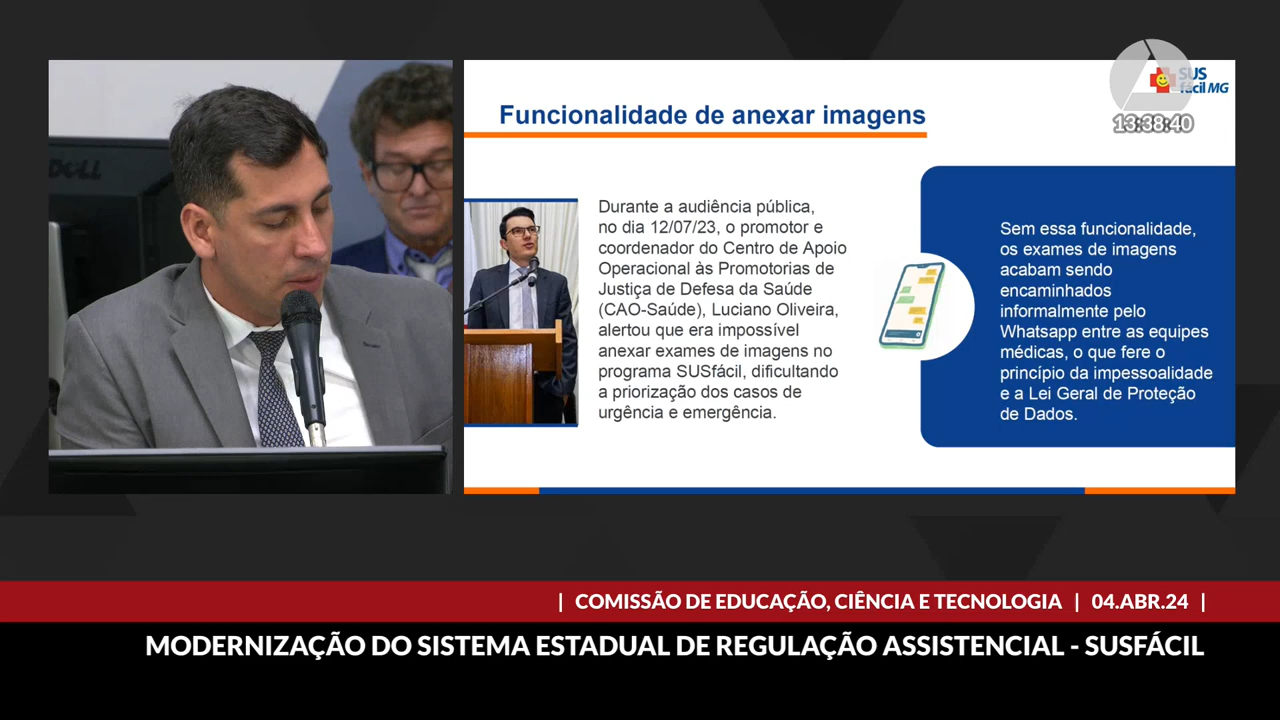 DELL
SUS
fácil MG
13:38:40
Funcionalidade de anexar imagens
Durante a audiência pública,
no dia 12/07/23, o promotor e
coordenador do Centro de Apoio
Operacional às Promotorias de
Justiça de Defesa da Saúde
(CAO-Saúde), Luciano Oliveira,
alertou que era impossível
anexar exames de imagens no
programa SUSfácil, dificultando
a priorização dos casos de
urgência e emergência.
Sem essa funcionalidade,
os exames de imagens
acabam sendo
encaminhados
informalmente pelo
Whatsapp entre as equipes
médicas, o que fere o
princípio da impessoalidade
e a Lei Geral de Proteção
de Dados.
| COMISSÃO DE EDUCAÇÃO, CIÊNCIA E TECNOLOGIA | 04.ABR.24 |
MODERNIZAÇÃO DO SISTEMA ESTADUAL DE REGULAÇÃO ASSISTENCIAL - SUSFÁCIL